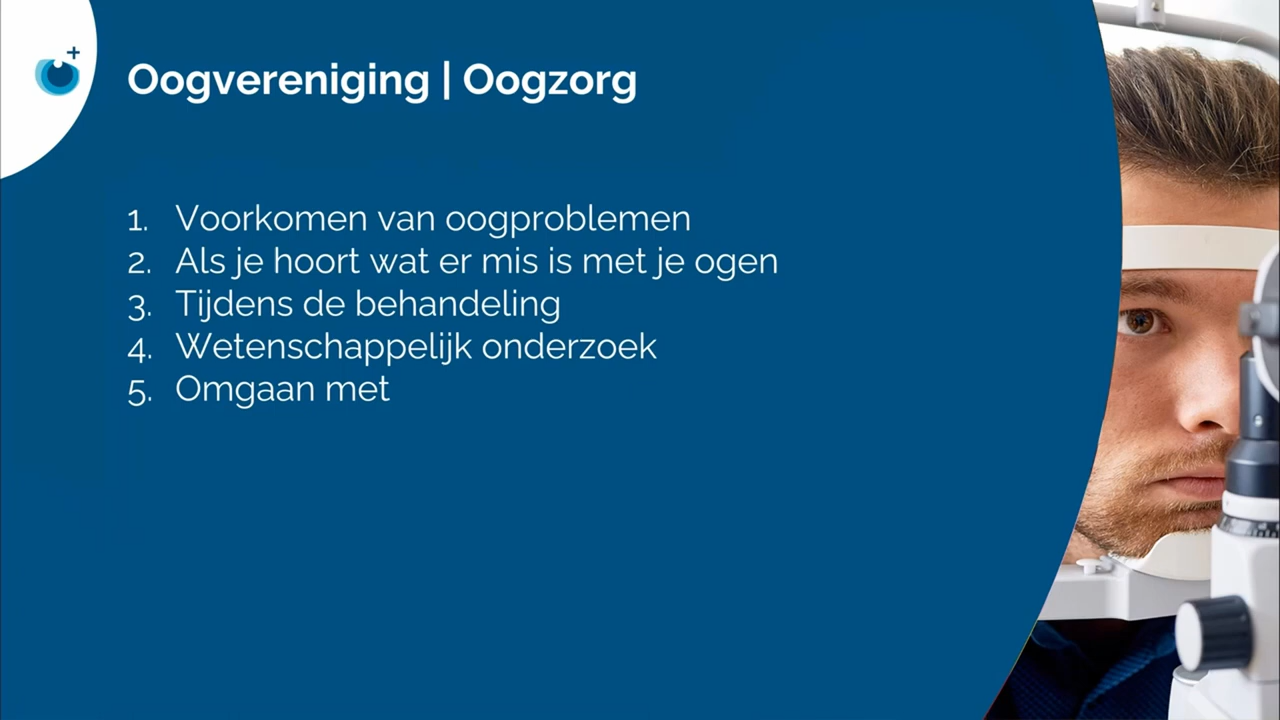 Oogvereniging | Oogzorg
1. Voorkomen van oogproblemen
2. Als je hoort wat er mis is met je ogen
3. Tijdens de behandeling
4. Wetenschappelijk onderzoek
5. Omgaan met